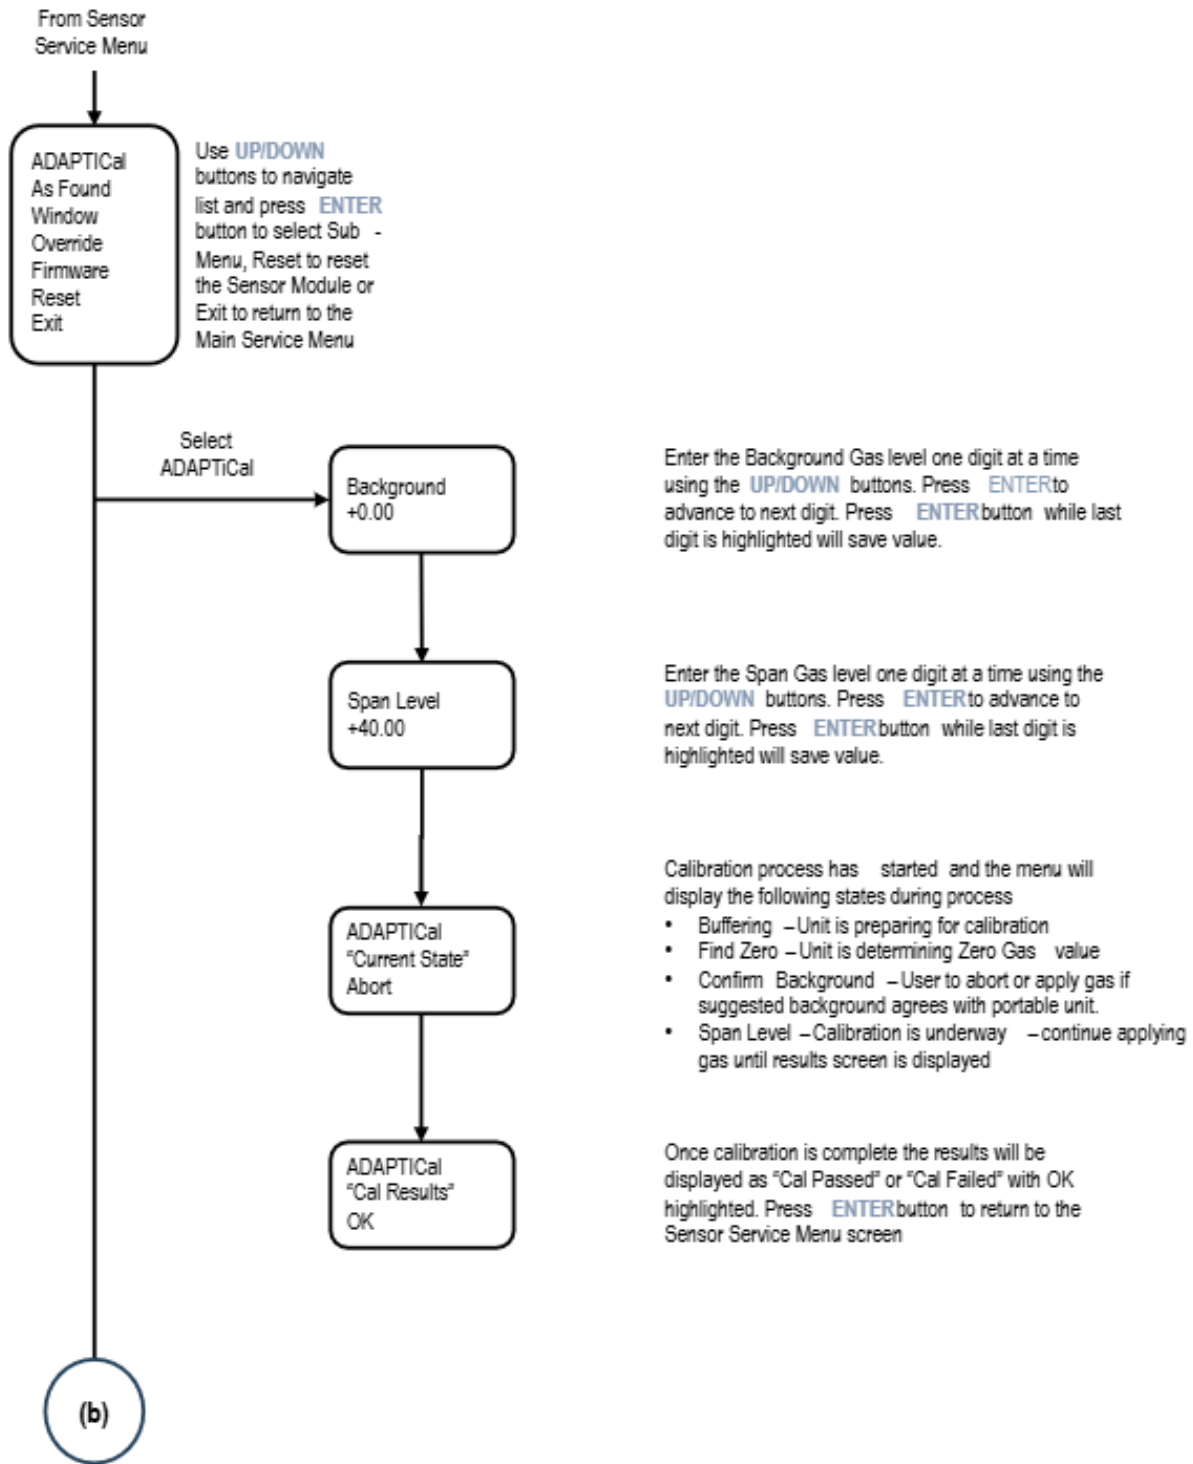 From Sensor
Service Menu
ADAPTICal
As Found
Window
Override
Firmware
Reset
Exit
Use UP/DOWN
buttons to navigate
list and press ENTER
button to select Sub -
Menu, Reset to reset
the Sensor Module or
Exit to return to the
Main Service Menu
Select
ADAPTiCal
Background
+0.00
Enter the Background Gas level one digit at a time
using the UP/DOWN buttons. Press ENTER to
advance to next digit. Press ENTER button while last
digit is highlighted will save value.
Span Level
+40.00
Enter the Span Gas level one digit at a time using the
UP/DOWN buttons. Press ENTER to advance to
next digit. Press ENTER button while last digit is
highlighted will save value.
ADAPTICal
"Current State"
Abort
Calibration process has started and the menu will
display the following states during process
• Buffering – Unit is preparing for calibration
• Find Zero – Unit is determining Zero Gas value
• Confirm Background – User to abort or apply gas if
suggested background agrees with portable unit.
• Span Level – Calibration is underway – continue applying
gas until results screen is displayed
ADAPTICal
"Cal Results"
OK
Once calibration is complete the results will be
displayed as "Cal Passed" or "Cal Failed" with OK
highlighted. Press ENTER button to return to the
Sensor Service Menu screen
(b)